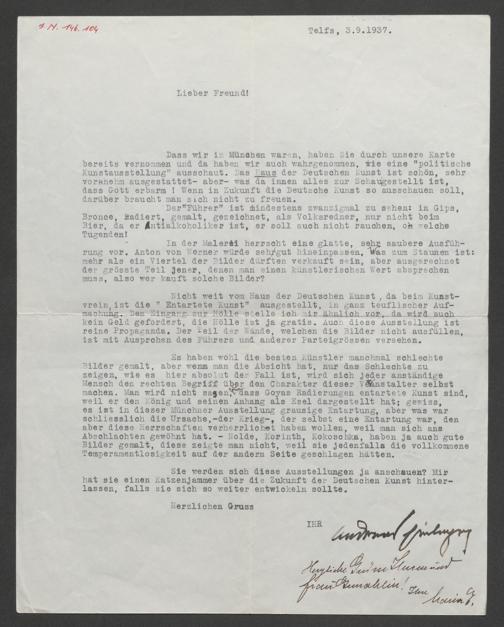 J.N. 146.104
Telfs, 3.9.1937.
Lieber Freund!
Dass wir in München waren, haben Sie durch unsere Karte
bereits vernommen und da haben wir auch wahrgenommen, wie eine "politische
Kunstausstellung" ausschaut. Das Haus der Deutschen Kunst ist schön, sehr
vornehm ausgestattet- aber- was da innen alles zur Schaugestellt ist,
dass Gott erbarm ! Wenn in Zukunft die Deutsche Kunst so ausschauen soll,
darüber braucht man sich nicht zu freuen.
Der"Führer" ist mindestens zwanzigmal zu sehen: in Gips,
Bronce, Radiert, gemalt, gezeichnet, als Volksredner, nur nicht beim
Bier, da er Antialkoholiker ist, er soll auch nicht rauchen, oh welche
Tugenden!
In der Malerei herrscht eine glatte, sehr saubere Ausfüh-
rung vor. Anton von Werner würde sehrgut hineinpassen. Was zum Staunen ist:
mehr als ein Viertel der Bilder dürften verkauft sein, aber ausgerechnet
der grösste Teil jener, denen man einen künstlerischen Wert absprechen
muss, also wer kauft solche Bilder?
Nicht weit vom Haus der Deutschen Kunst ,da beim Kunst-
verein,ist die " Entartete Kunst" ausgestellt, in ganz teuflischer Auf-
machung. Den Eingang zur Hölle stelle ich mir ähnlich vor, da wird auch
kein Geld gefordert, die Hölle ist ja gratis. Auch diese Ausstellung ist
reine Propaganda. Der Teil der Wände, welchen die Bilder nicht ausfüllen,
ist mit Ausprchen des Führers und anderer Parteigrössen versehen.
Es haben wohl die besten Künstler manchmal schlechte
Bilder gemalt, aber wenn man die Absicht hat, nur das Schlechte zu
zeigen, wie es hier absolut der Fall ist, wird sich jeder anständige
Mensch den rechten Begriff über den Charakter dieser Veranstalter selbst
machen. Man wird nicht sagen, dass Goyas Radierungen entartete Kunst sind,
weil er den König und seinen Anhang als Esel dargestellt hat; gewiss,
es ist in dieser Münchner Ausstellung grausige Entartung, aber was war
schliesslich die Ursache,-der Krieg-, der selbst eine Entartung war, den
aber diese Herrschaften verherrlichet haben wollen, weil man sich ans
Abschlachten gewöhnt hat. - Nolde, Korinth, Kokoschka, haben ja auch gute
Bilder gemalt, diese zeigte man nicht, weil sie jedenfalls die vollkommene
Temperamentlosigkeit auf der andern Seite geschlagen hätten.
Sie werden sich diese Ausstellungen ja anschauen? Mir
hat sie einen Katzenjammer über die Zukunft der Deutschen Kunst hinter-
lassen, falls sie sich so weiter entwickeln sollte.
Herzlichen Gruss
IHR
Andreas Einberger
Herzliche Grüsse Ihnen und
Frau Gemahlin! Ihre
Maria E.